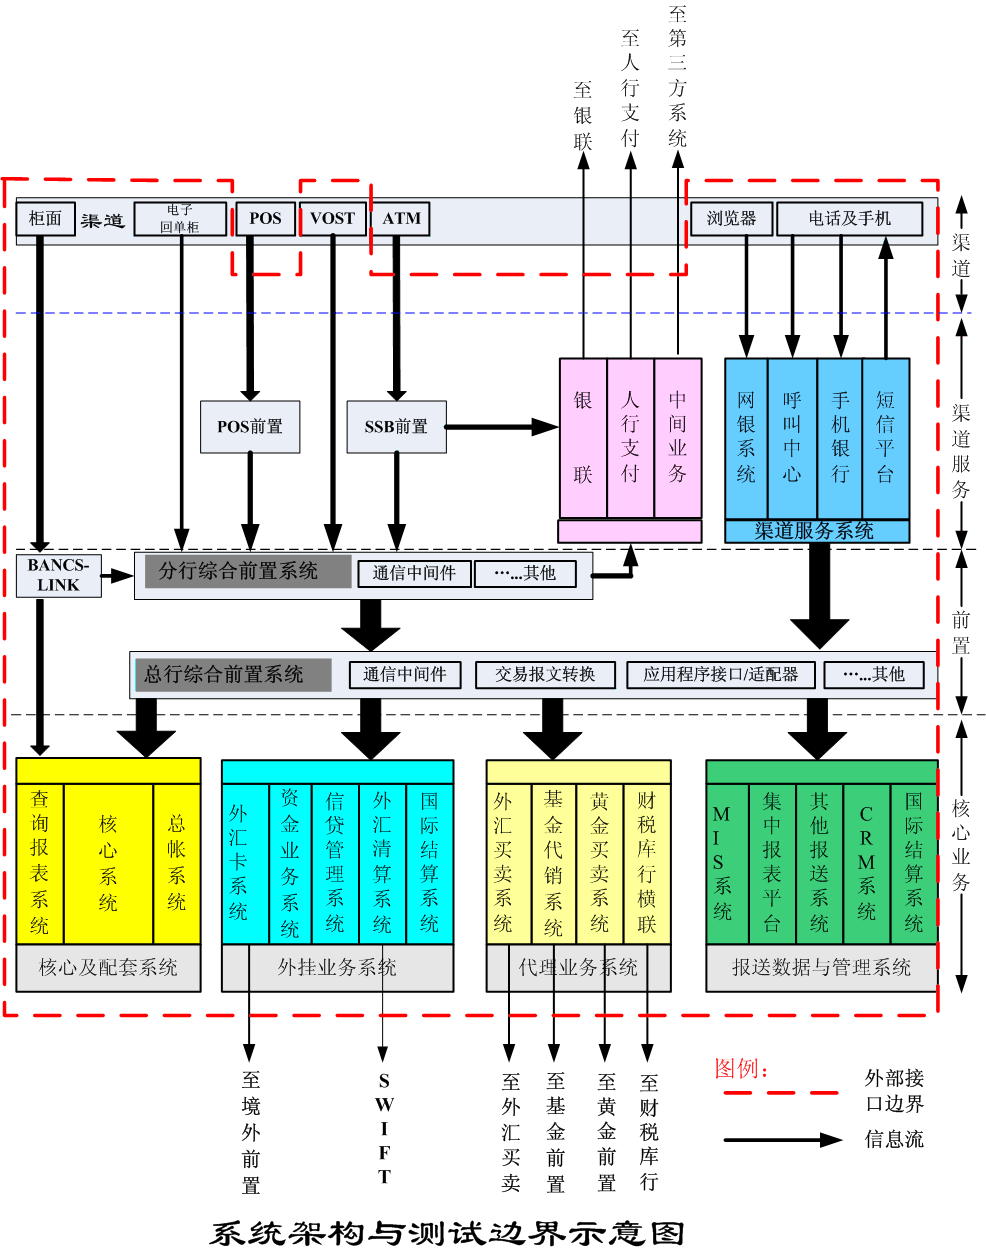 至银联
至人行支付
至第三方系统
柜面
渠道
电子
回单柜
POS
VOST
ATM
浏览器
电话及手机
渠道
POS前置
SSB前置
银联
人行支付
中间业务
网银系统
呼叫中心
手机银行
短信平台
渠道服务系统
渠道服务
BANCS-
LINK
分行综合前置系统
通信中间件
…...其他
前置
总行综合前置系统
通信中间件
交易报文转换
应用程序接口/适配器
…...其他
查询报表系统
核心系统
总帐系统
核心及配套系统
外汇卡系统
资金业务系统
信贷管理系统
外汇清算系统
国际结算系统
外挂业务系统
外汇买卖系统
基金代销系统
黄金买卖系统
财税库行横联
代理业务系统
MIS系统
集中报表平台
其他报送系统
CRM系统
国际结算系统
报送数据与管理系统
核心业务
至境外前置
SWIFT
至外汇买卖
至基金前置
至黄金前置
至财税库行
图例：
外部接
口边界
信息流
系统架构与测试边界示意图